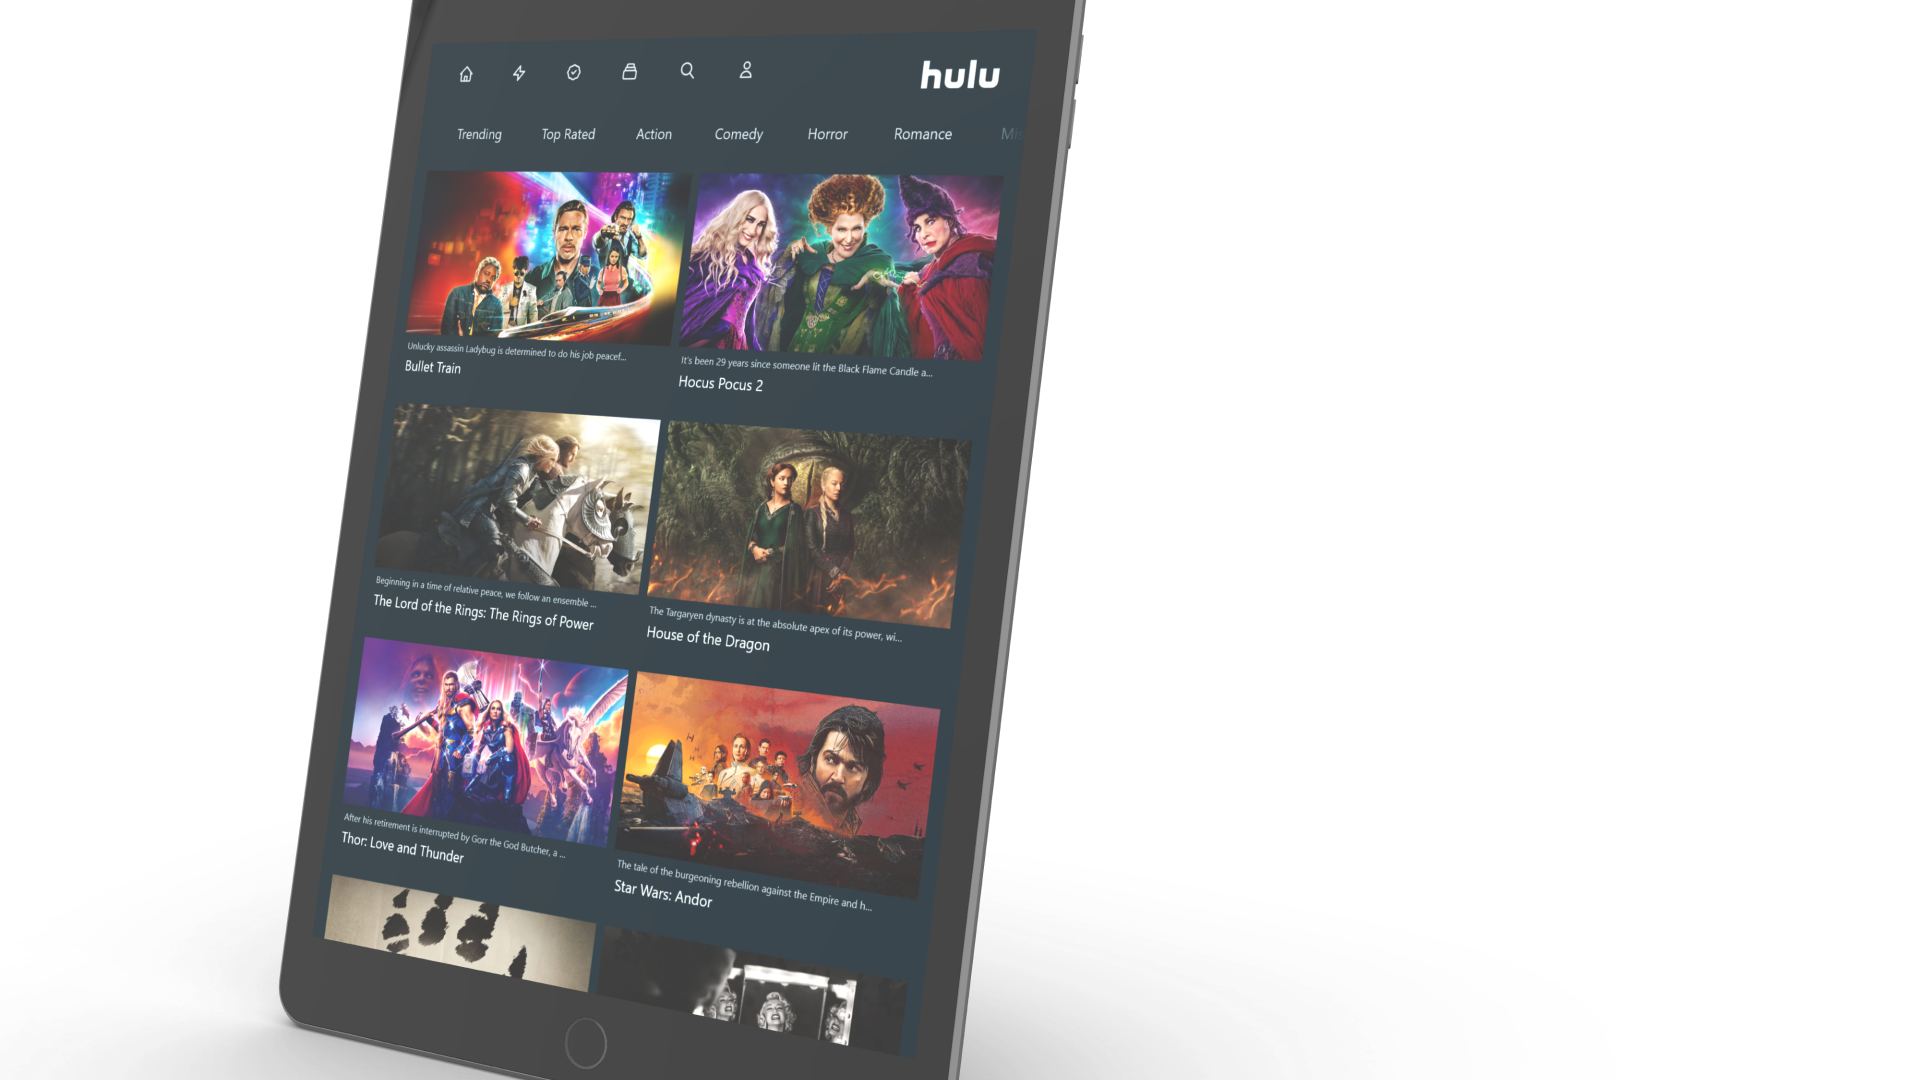 hulu
Trending Top Rated Action Comedy Horror Romance Mis
Unlucky assassin Ladybug is determined to do his job peacef...
Bullet Train
It's been 29 years since someone lit the Black Flame Candle a...
Hocus Pocus 2
Beginning in a time of relative peace, we follow an ensemble ...
The Lord of the Rings: The Rings of Power
The Targaryen dynasty is at the absolute apex of its power, wi...
House of the Dragon
After his retirement is interrupted by Gorr the God Butcher, a ...
Thor: Love and Thunder
The tale of the burgeoning rebellion against the Empire and h...
Star Wars: Andor